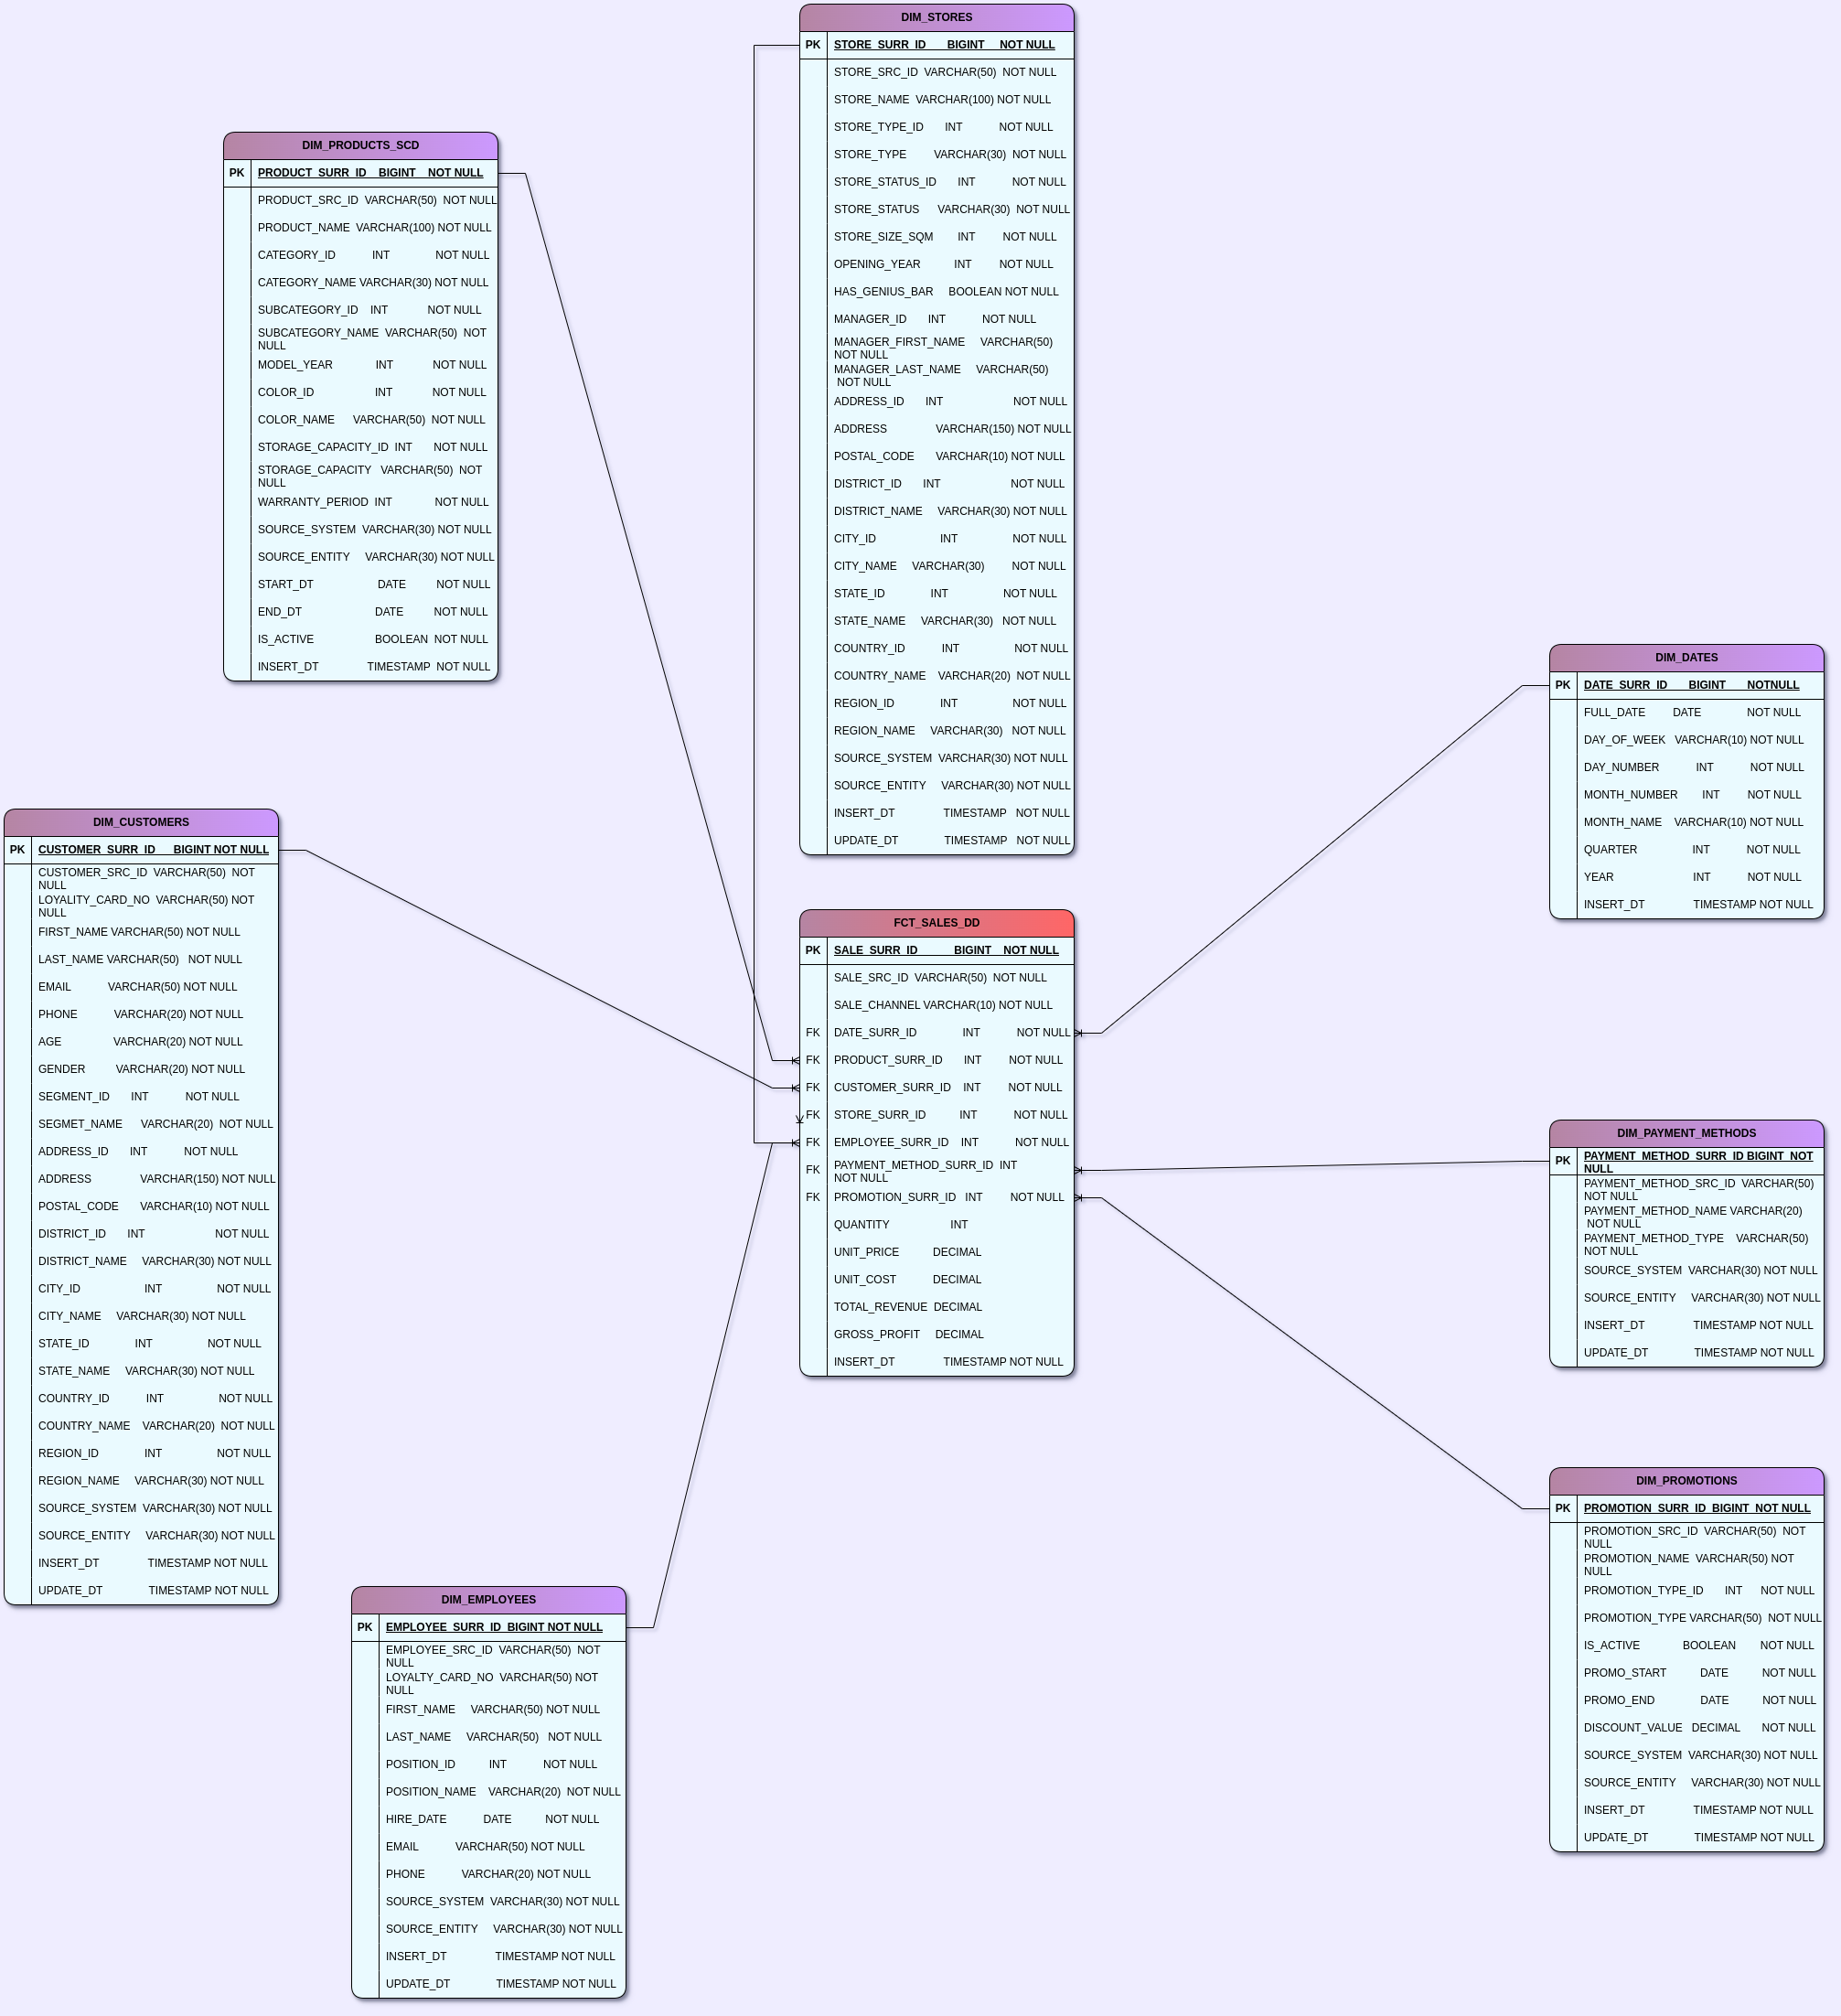 DIM_STORES
PK STORE_SURR_ID BIGINT NOT NULL
STORE_SRC_ID VARCHAR(50) NOT NULL
STORE_NAME VARCHAR(100) NOT NULL
STORE_TYPE_ID INT NOT NULL
STORE_TYPE VARCHAR(30) NOT NULL
STORE_STATUS_ID INT NOT NULL
STORE_STATUS VARCHAR(30) NOT NULL
STORE_SIZE_SQM INT NOT NULL
OPENING_YEAR INT NOT NULL
HAS_GENIUS_BAR BOOLEAN NOT NULL
MANAGER_ID INT NOT NULL
MANAGER_FIRST_NAME VARCHAR(50)
NOT NULL
MANAGER_LAST_NAME VARCHAR(50)
NOT NULL
ADDRESS_ID INT NOT NULL
ADDRESS VARCHAR(150) NOT NULL
POSTAL_CODE VARCHAR(10) NOT NULL
DISTRICT_ID INT NOT NULL
DISTRICT_NAME VARCHAR(30) NOT NULL
CITY_ID INT NOT NULL
CITY_NAME VARCHAR(30) NOT NULL
STATE_ID INT NOT NULL
STATE_NAME VARCHAR(30) NOT NULL
COUNTRY_ID INT NOT NULL
COUNTRY_NAME VARCHAR(20) NOT NULL
REGION_ID INT NOT NULL
REGION_NAME VARCHAR(30) NOT NULL
SOURCE_SYSTEM VARCHAR(30) NOT NULL
SOURCE_ENTITY VARCHAR(30) NOT NULL
INSERT_DT TIMESTAMP NOT NULL
UPDATE_DT TIMESTAMP NOT NULL
DIM_PRODUCTS_SCD
PK PRODUCT_SURR_ID BIGINT NOT NULL
PRODUCT_SRC_ID VARCHAR(50) NOT NULL
PRODUCT_NAME VARCHAR(100) NOT NULL
CATEGORY_ID INT NOT NULL
CATEGORY_NAME VARCHAR(30) NOT NULL
SUBCATEGORY_ID INT NOT NULL
SUBCATEGORY_NAME VARCHAR(50) NOT
NULL
MODEL_YEAR INT NOT NULL
COLOR_ID INT NOT NULL
COLOR_NAME VARCHAR(50) NOT NULL
STORAGE_CAPACITY_ID INT NOT NULL
STORAGE_CAPACITY VARCHAR(50) NOT
NULL
WARRANTY_PERIOD INT NOT NULL
SOURCE_SYSTEM VARCHAR(30) NOT NULL
SOURCE_ENTITY VARCHAR(30) NOT NULL
START_DT DATE NOT NULL
END_DT DATE NOT NULL
IS_ACTIVE BOOLEAN NOT NULL
INSERT_DT TIMESTAMP NOT NULL
DIM_DATES
PK DATE_SURR_ID BIGINT NOTNULL
FULL_DATE DATE NOT NULL
DAY_OF_WEEK VARCHAR(10) NOT NULL
DAY_NUMBER INT NOT NULL
MONTH_NUMBER INT NOT NULL
MONTH_NAME VARCHAR(10) NOT NULL
QUARTER INT NOT NULL
YEAR INT NOT NULL
INSERT_DT TIMESTAMP NOT NULL
DIM_CUSTOMERS
PK CUSTOMER_SURR_ID BIGINT NOT NULL
CUSTOMER_SRC_ID VARCHAR(50) NOT
NULL
LOYALITY_CARD_NO VARCHAR(50) NOT
NULL
FIRST_NAME VARCHAR(50) NOT NULL
LAST_NAME VARCHAR(50) NOT NULL
EMAIL VARCHAR(50) NOT NULL
PHONE VARCHAR(20) NOT NULL
AGE VARCHAR(20) NOT NULL
GENDER VARCHAR(20) NOT NULL
SEGMENT_ID INT NOT NULL
SEGMET_NAME VARCHAR(20) NOT NULL
ADDRESS_ID INT NOT NULL
ADDRESS VARCHAR(150) NOT NULL
POSTAL_CODE VARCHAR(10) NOT NULL
DISTRICT_ID INT NOT NULL
DISTRICT_NAME VARCHAR(30) NOT NULL
CITY_ID INT NOT NULL
CITY_NAME VARCHAR(30) NOT NULL
STATE_ID INT NOT NULL
STATE_NAME VARCHAR(30) NOT NULL
COUNTRY_ID INT NOT NULL
COUNTRY_NAME VARCHAR(20) NOT NULL
REGION_ID INT NOT NULL
REGION_NAME VARCHAR(30) NOT NULL
SOURCE_SYSTEM VARCHAR(30) NOT NULL
SOURCE_ENTITY VARCHAR(30) NOT NULL
INSERT_DT TIMESTAMP NOT NULL
UPDATE_DT TIMESTAMP NOT NULL
FCT_SALES_DD
PK SALE_SURR_ID BIGINT NOT NULL
SALE_SRC_ID VARCHAR(50) NOT NULL
SALE_CHANNEL VARCHAR(10) NOT NULL
FK DATE_SURR_ID INT NOT NULL
FK PRODUCT_SURR_ID INT NOT NULL
FK CUSTOMER_SURR_ID INT NOT NULL
FK STORE_SURR_ID INT NOT NULL
FK EMPLOYEE_SURR_ID INT NOT NULL
FK PAYMENT_METHOD_SURR_ID INT
NOT NULL
FK PROMOTION_SURR_ID INT NOT NULL
QUANTITY INT
UNIT_PRICE DECIMAL
UNIT_COST DECIMAL
TOTAL_REVENUE DECIMAL
GROSS_PROFIT DECIMAL
INSERT_DT TIMESTAMP NOT NULL
DIM_PAYMENT_METHODS
PK PAYMENT_METHOD_SURR_ID BIGINT NOT
NULL
PAYMENT_METHOD_SRC_ID VARCHAR(50)
NOT NULL
PAYMENT_METHOD_NAME VARCHAR(20)
NOT NULL
PAYMENT_METHOD_TYPE VARCHAR(50)
NOT NULL
SOURCE_SYSTEM VARCHAR(30) NOT NULL
SOURCE_ENTITY VARCHAR(30) NOT NULL
INSERT_DT TIMESTAMP NOT NULL
UPDATE_DT TIMESTAMP NOT NULL
DIM_PROMOTIONS
PK PROMOTION_SURR_ID BIGINT NOT NULL
PROMOTION_SRC_ID VARCHAR(50) NOT
NULL
PROMOTION_NAME VARCHAR(50) NOT
NULL
PROMOTION_TYPE_ID INT NOT NULL
PROMOTION_TYPE VARCHAR(50) NOT NULL
IS_ACTIVE BOOLEAN NOT NULL
PROMO_START DATE NOT NULL
PROMO_END DATE NOT NULL
DISCOUNT_VALUE DECIMAL NOT NULL
SOURCE_SYSTEM VARCHAR(30) NOT NULL
SOURCE_ENTITY VARCHAR(30) NOT NULL
INSERT_DT TIMESTAMP NOT NULL
UPDATE_DT TIMESTAMP NOT NULL
DIM_EMPLOYEES
PK EMPLOYEE_SURR_ID BIGINT NOT NULL
EMPLOYEE_SRC_ID VARCHAR(50) NOT
NULL
LOYALTY_CARD_NO VARCHAR(50) NOT
NULL
FIRST_NAME VARCHAR(50) NOT NULL
LAST_NAME VARCHAR(50) NOT NULL
POSITION_ID INT NOT NULL
POSITION_NAME VARCHAR(20) NOT NULL
HIRE_DATE DATE NOT NULL
EMAIL VARCHAR(50) NOT NULL
PHONE VARCHAR(20) NOT NULL
SOURCE_SYSTEM VARCHAR(30) NOT NULL
SOURCE_ENTITY VARCHAR(30) NOT NULL
INSERT_DT TIMESTAMP NOT NULL
UPDATE_DT TIMESTAMP NOT NULL